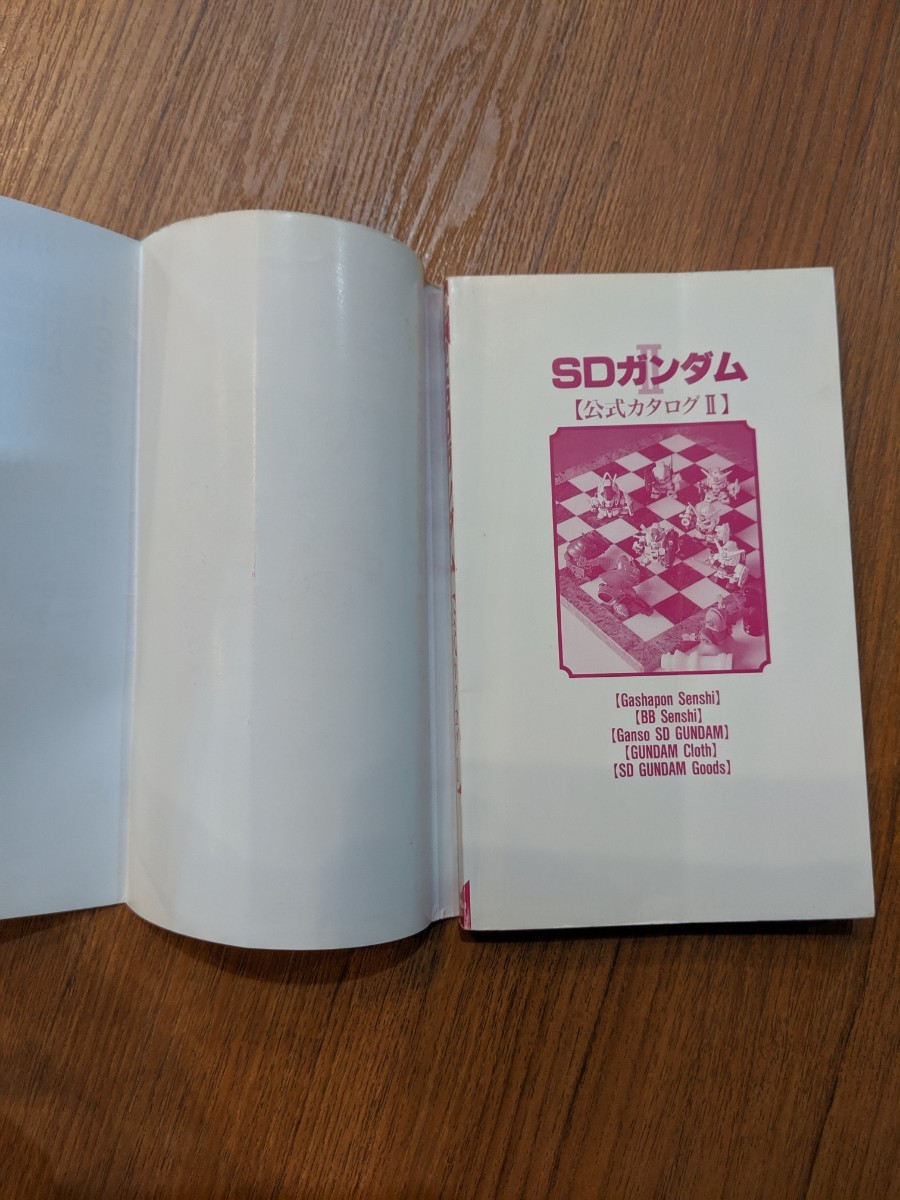 SDガンダム
II
【公式カタログⅡ】
【Gashapon Senshi】
【BB Senshi】
【Ganso SD GUNDAM】
【GUNDAM Cloth】
【SD GUNDAM Goods】